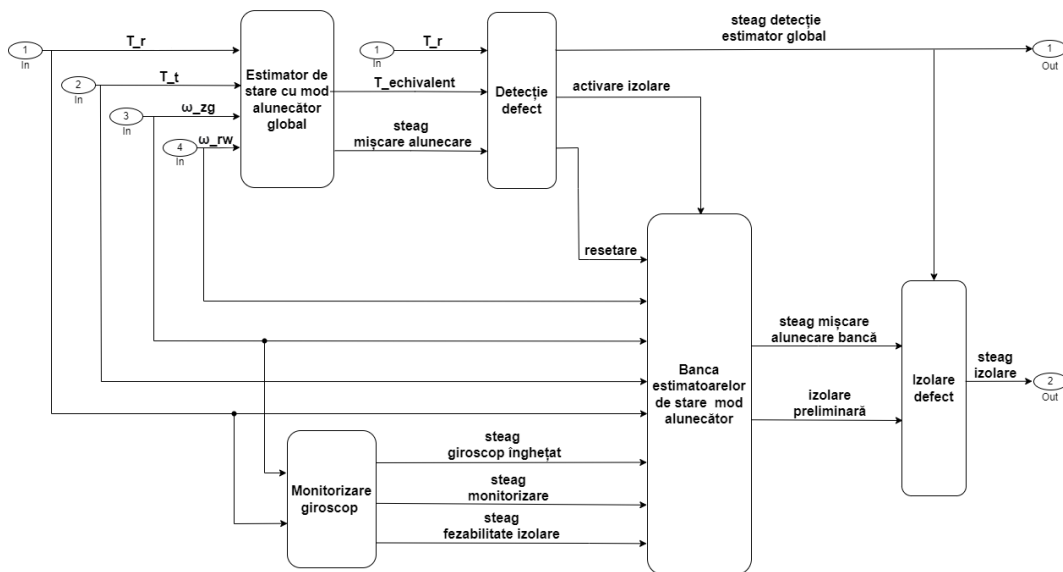 1
In
T_r
2
In
T_t
3
In
ω_zg
4
In
ω_rw
Estimator de
stare cu mod
alunecător
global
1
In
T_r
T_echivalent
steag
mișcare alunecare
Detecție
defect
steag detecție
estimator global
1
Out
activare izolare
resetare
Banca
estimatoarelor
de stare mod
alunecător
steag mișcare
alunecare bancă
izolare
preliminară
Izolare
defect
steag
izolare
2
Out
Monitorizare
giroscop
steag
giroscop înghețat
steag
monitorizare
steag
fezabilitate izolare